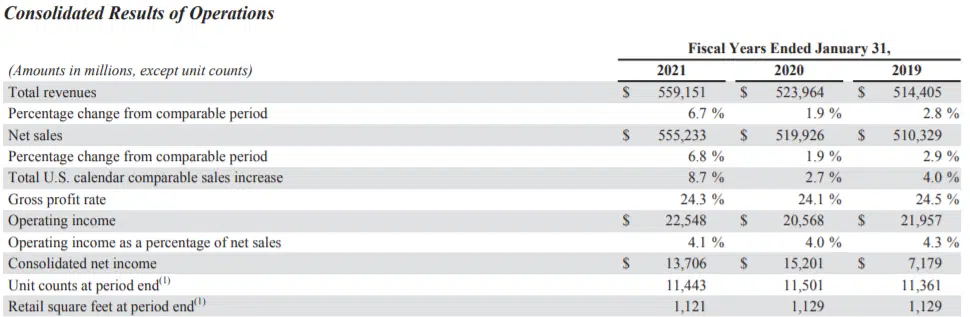 Consolidated Results of Operations
Fiscal Years Ended January 31,
(Amounts in millions, except unit counts) 2021 2020 2019
Total revenues $ 559,151 $ 523,964 $ 514,405
Percentage change from comparable period 6.7 % 1.9 % 2.8 %
Net sales $ 555,233 $ 519,926 $ 510,329
Percentage change from comparable period 6.8 % 1.9 % 2.9 %
Total U.S. calendar comparable sales increase 8.7 % 2.7 % 4.0 %
Gross profit rate 24.3 % 24.1 % 24.5 %
Operating income $ 22,548 $ 20,568 $ 21,957
Operating income as a percentage of net sales 4.1 % 4.0 % 4.3 %
Consolidated net income $ 13,706 $ 15,201 $ 7,179
Unit counts at period end(1) 11,443 11,501 11,361
Retail square feet at period end(1) 1,121 1,129 1,129